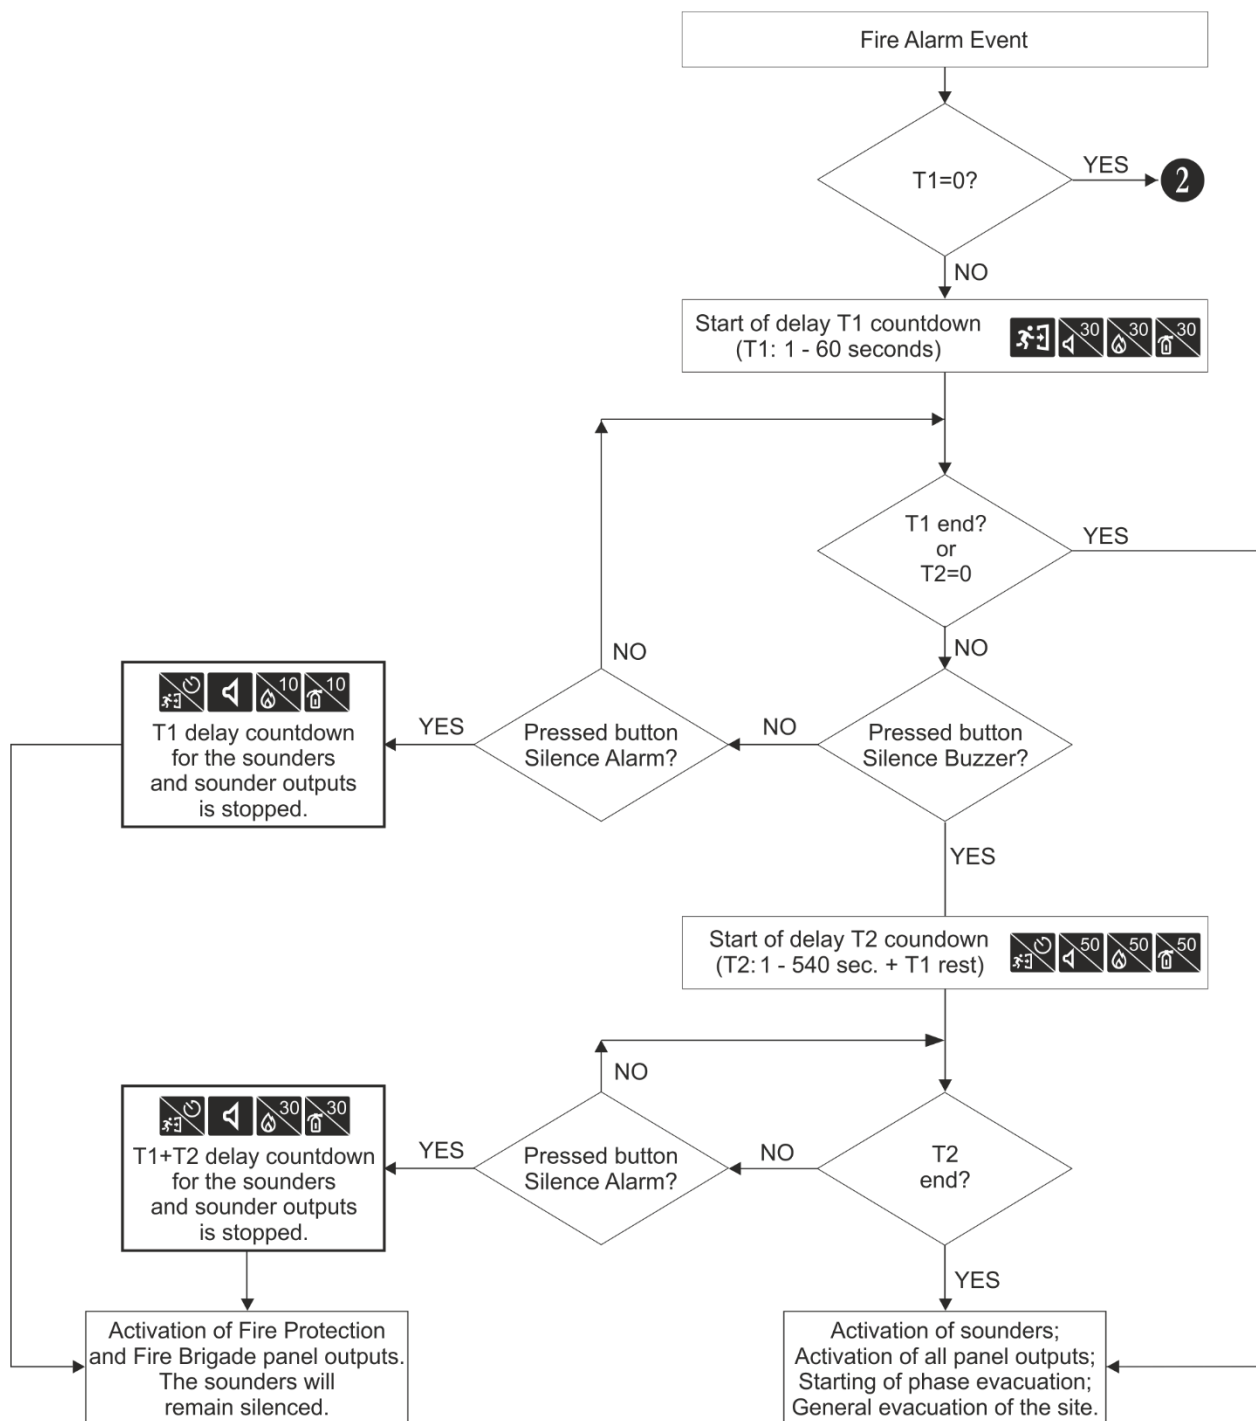 Fire Alarm Event
T1=0?
YES
2
NO
Start of delay T1 countdown
(T1: 1 - 60 seconds)
30
30
30
T1 end?
or
T2=0
YES
NO
NO
10
10
T1 delay countdown
for the sounders
and sounder outputs
is stopped.
YES
Pressed button
Silence Alarm?
NO
Pressed button
Silence Buzzer?
YES
Start of delay T2 coundown
(T2: 1 - 540 sec. + T1 rest)
50
50
50
NO
30
30
T1+T2 delay countdown
for the sounders
and sounder outputs
is stopped.
YES
Pressed button
Silence Alarm?
NO
T2
end?
YES
Activation of Fire Protection
and Fire Brigade panel outputs.
The sounders will
remain silenced.
Activation of sounders;
Activation of all panel outputs;
Starting of phase evacuation;
General evacuation of the site.